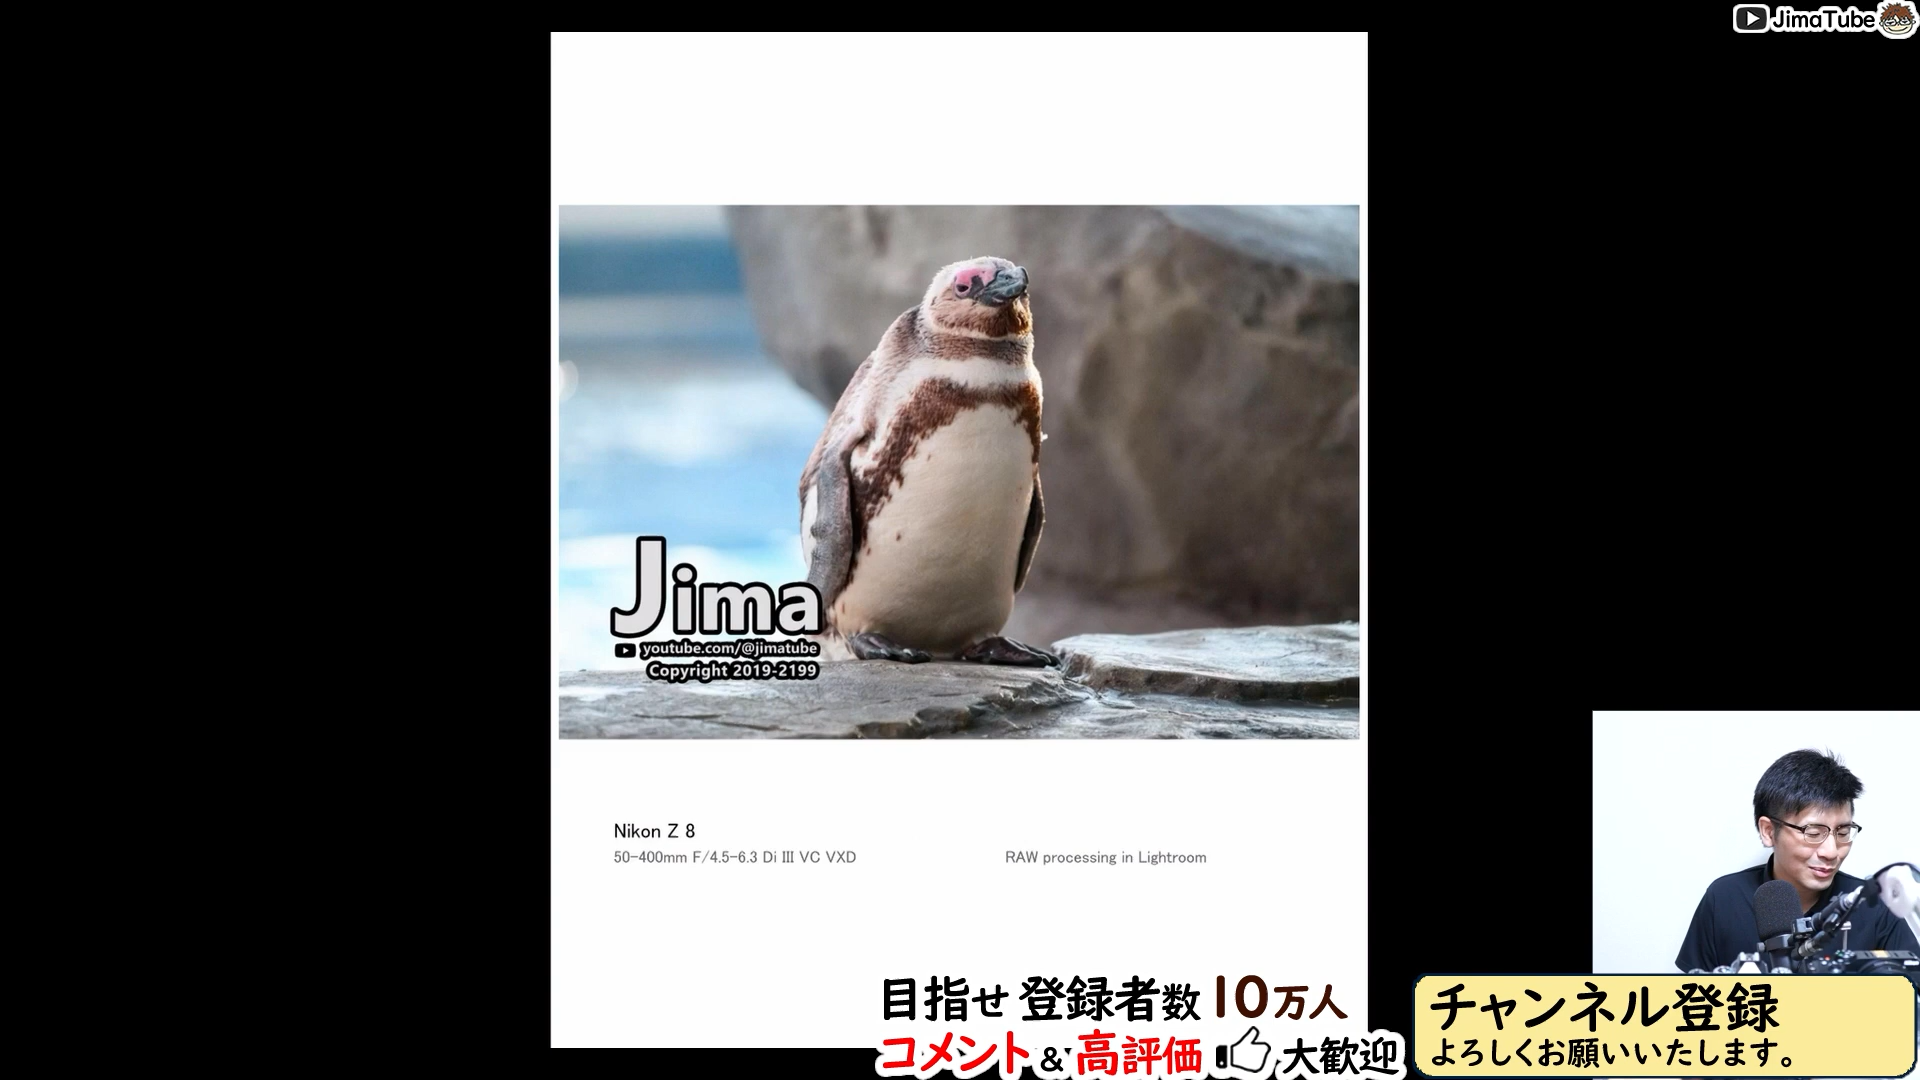 JimaTube
Jima
youtube.com/@jimatube
Copyright 2019-2199
Nikon Z 8
50-400mm F/4.5-6.3 Di III VC VXD
RAW processing in Lightroom
目指せ 登録者数 10万人
コメント & 高評価 大歓迎
チャンネル登録
よろしくお願いいたします。